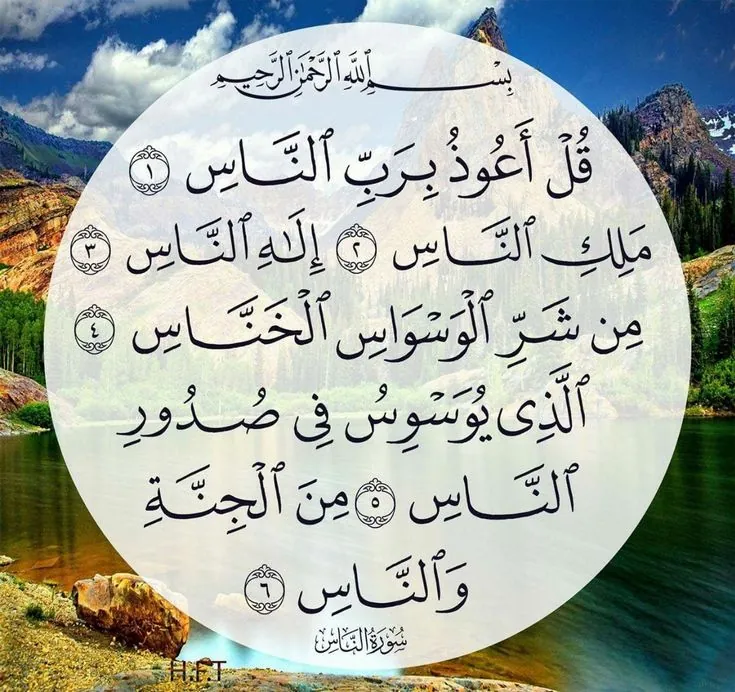 بِسْمِ ٱللَّهِ ٱلرَّحْمَٰنِ ٱلرَّحِيمِ
قُلْ أَعُوذُ بِرَبِّ ٱلنَّاسِ ١
مَلِكِ ٱلنَّاسِ ٢ إِلَٰهِ ٱلنَّاسِ ٣
مِن شَرِّ ٱلْوَسْوَاسِ ٱلْخَنَّاسِ ٤
ٱلَّذِى يُوَسْوِسُ فِى صُدُورِ
ٱلنَّاسِ ٥ مِنَ ٱلْجِنَّةِ
وَٱلنَّاسِ ٦
سُورَةُ النَّاسِ
H.F.T